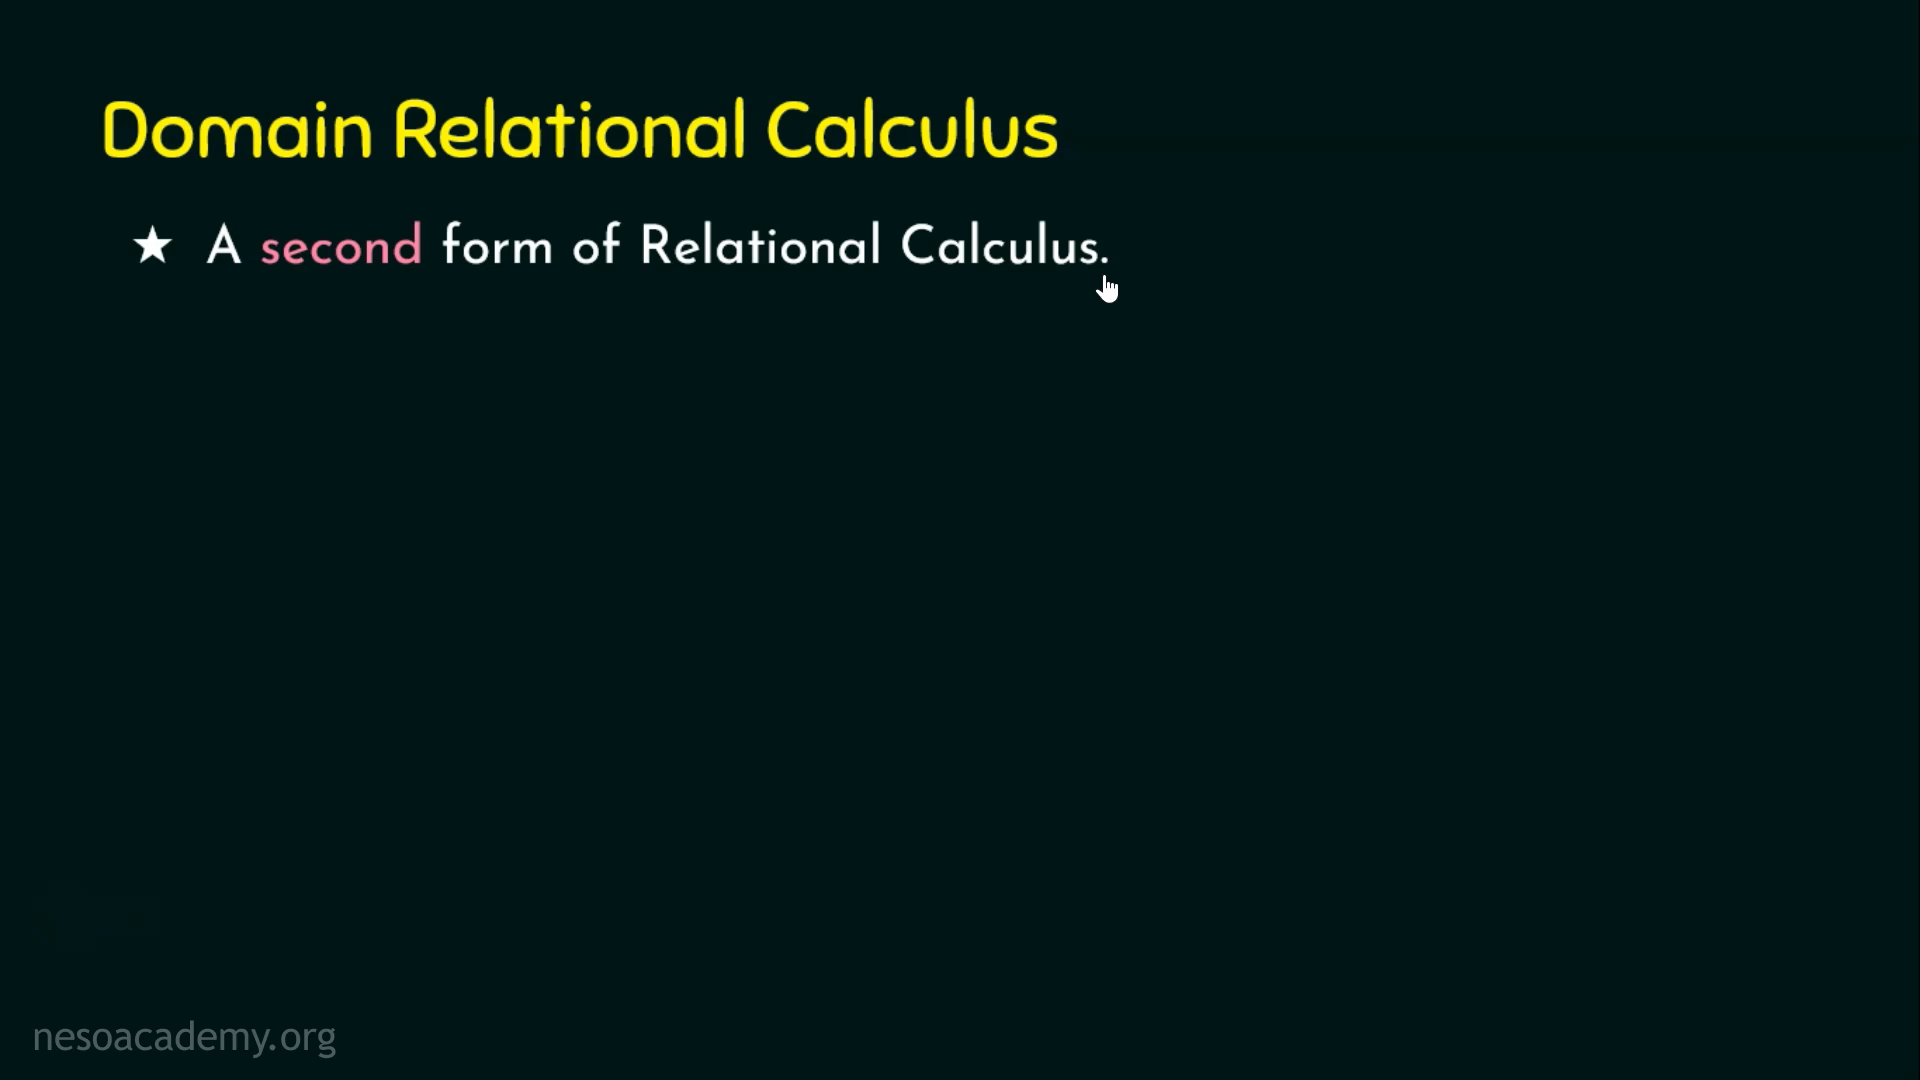 Domain Relational Calculus
★ A second form of Relational Calculus.
nesoacademy.org